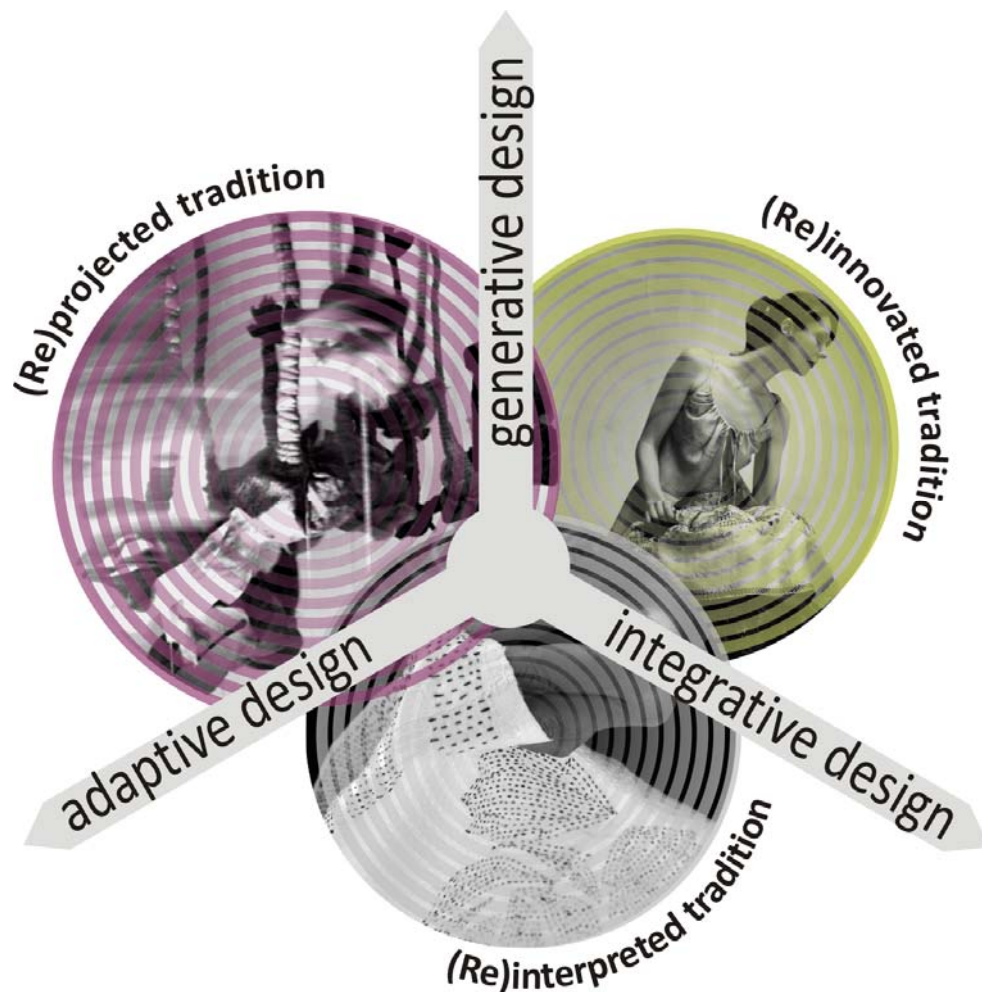 generative design
(Re)projected tradition
(Re)innovated tradition
adaptive design
integrative design
(Re)interpreted tradition